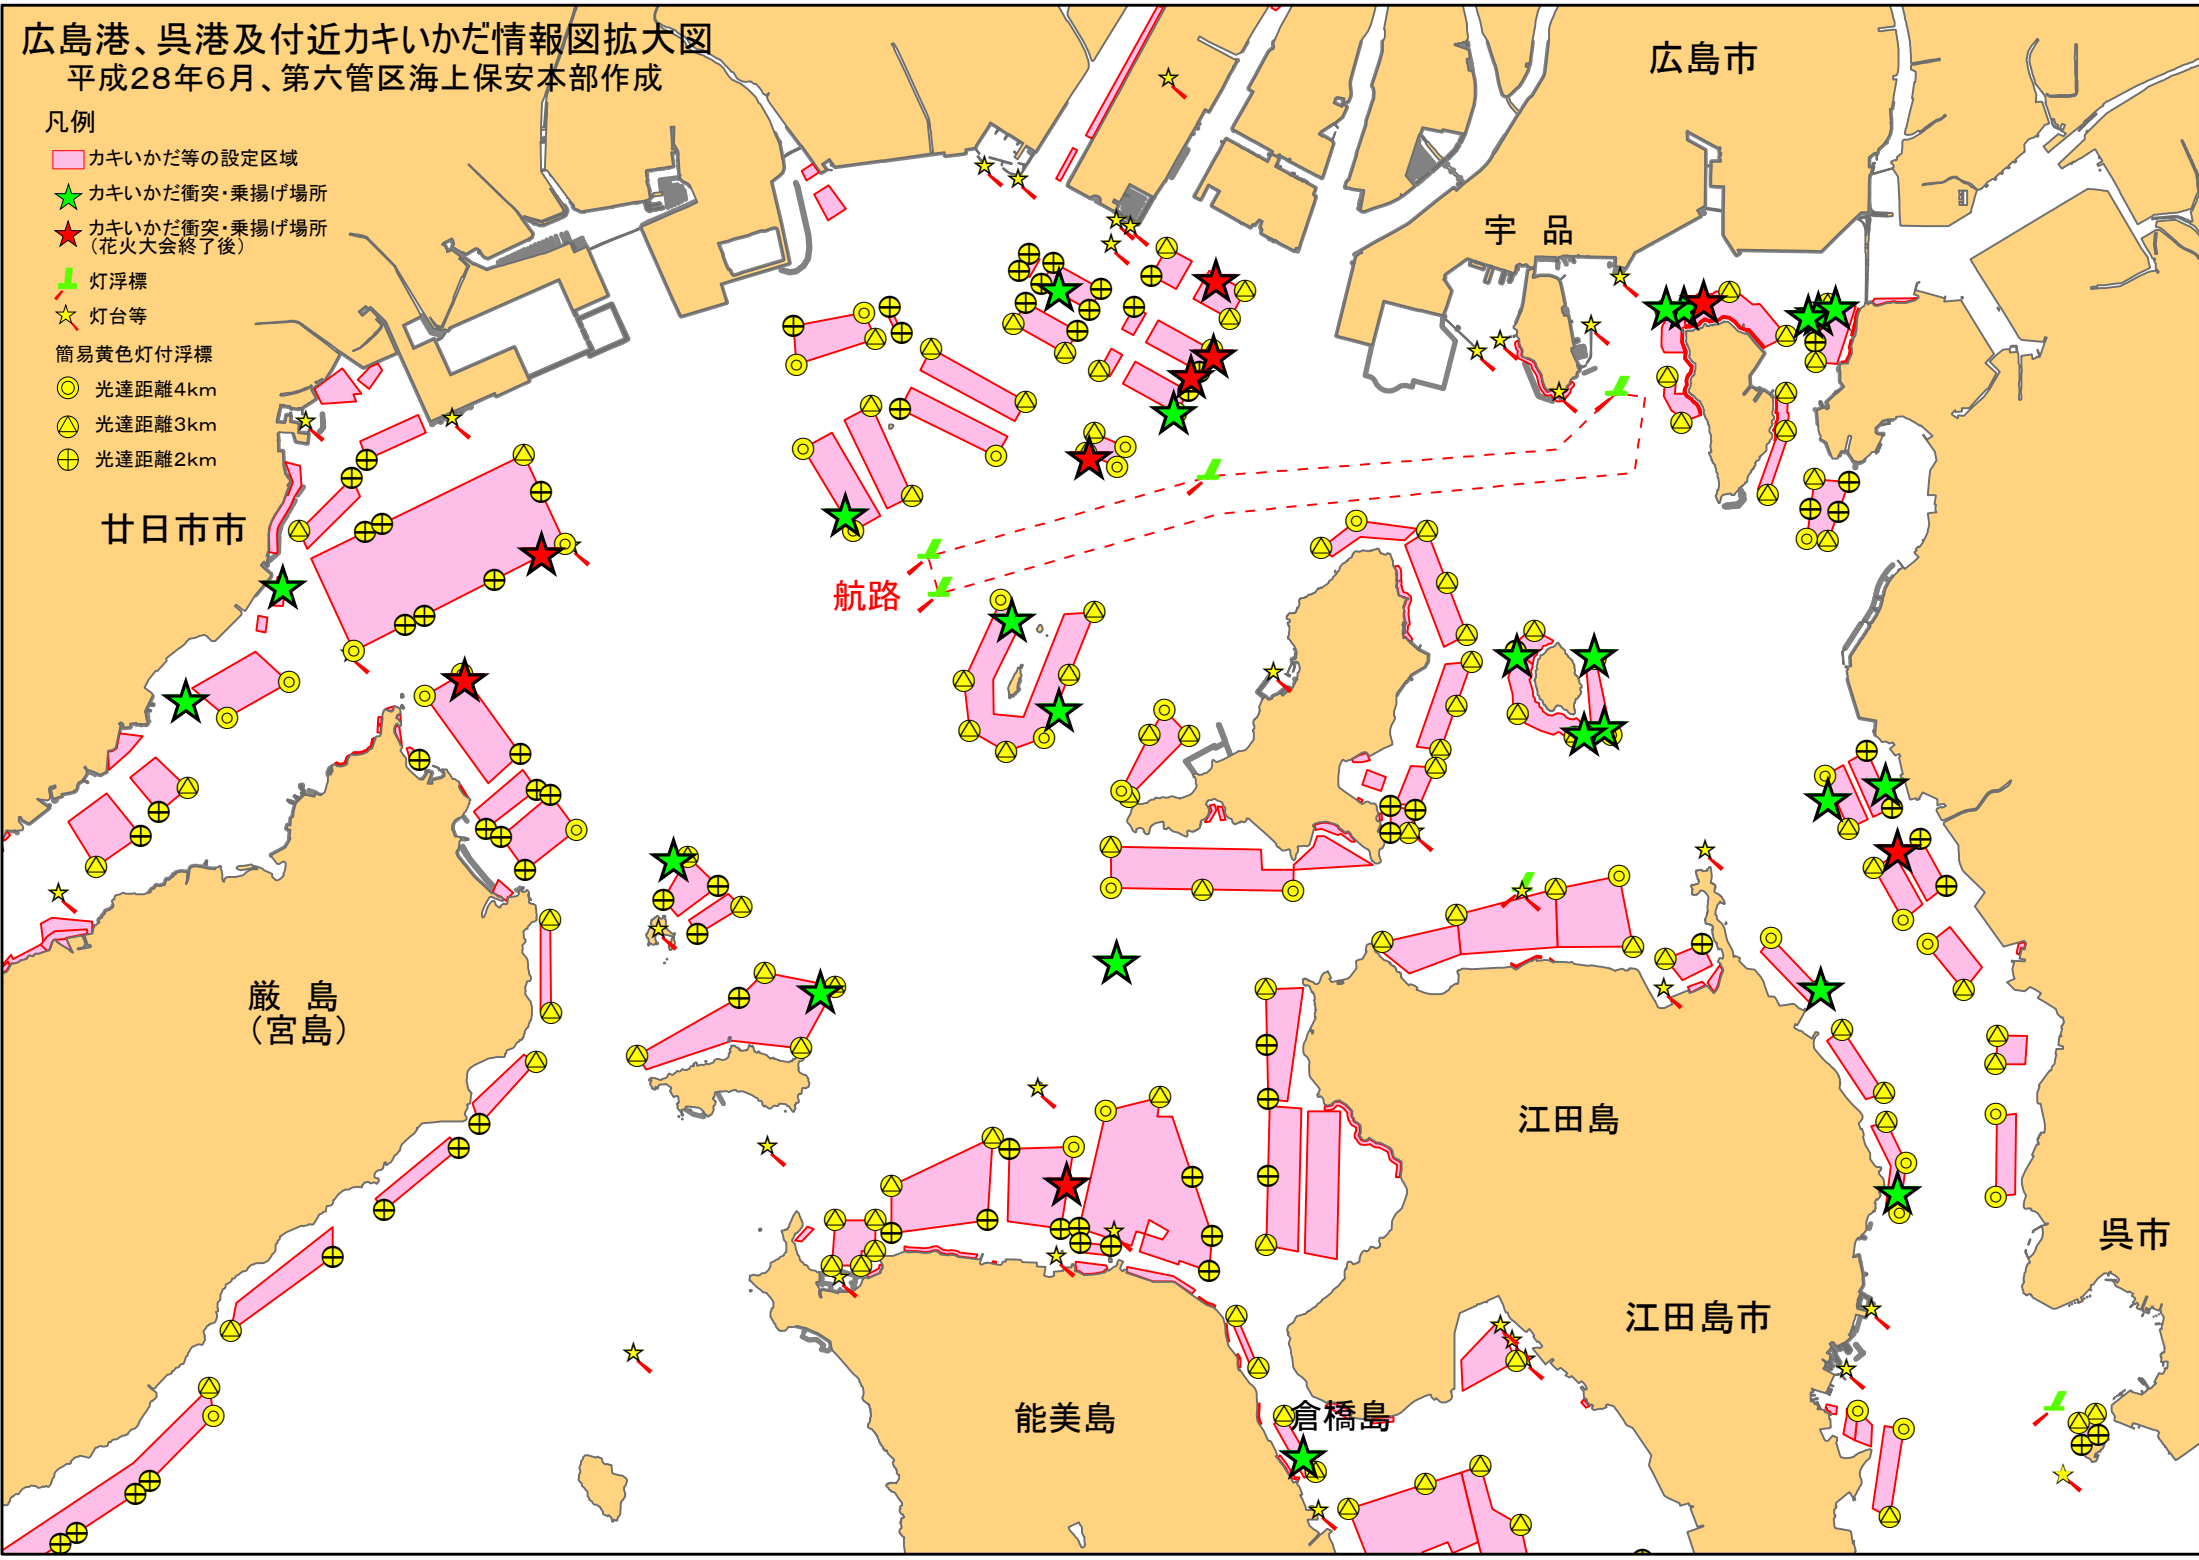 広島港、呉港及付近カキいかだ情報図拡大図
平成28年6月、第六管区海上保安本部作成
凡例
カキいかだ等の設定区域
カキいかだ衝突・乗揚げ場所
カキいかだ衝突・乗揚げ場所
(花火大会終了後)
灯浮標
灯台等
簡易黄色灯付浮標
光達距離4km
光達距離3km
光達距離2km
広島市
宇 品
廿日市市
航路
厳 島
(宮島)
江田島
呉市
江田島市
能美島
倉橋島